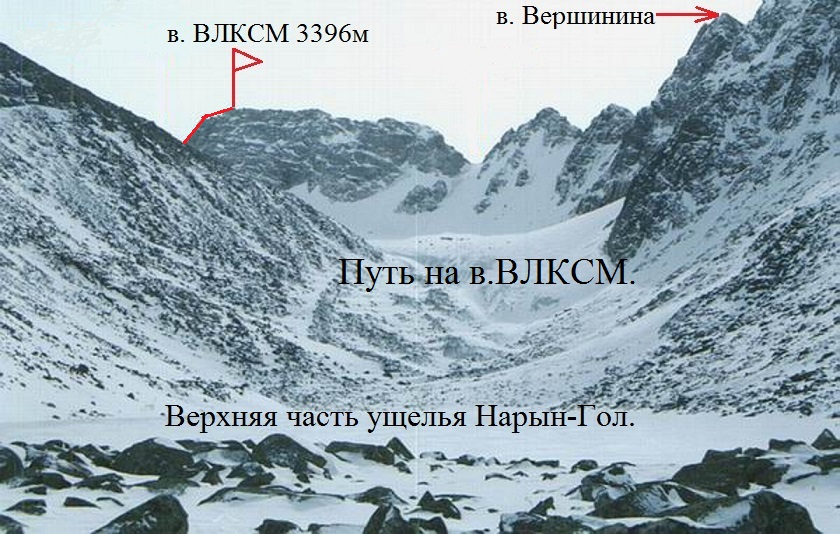 в. Вершинина
в. ВЛКСМ 3396м
Путь на в.ВЛКСМ.
Верхняя часть ущелья Нарын-Гол.